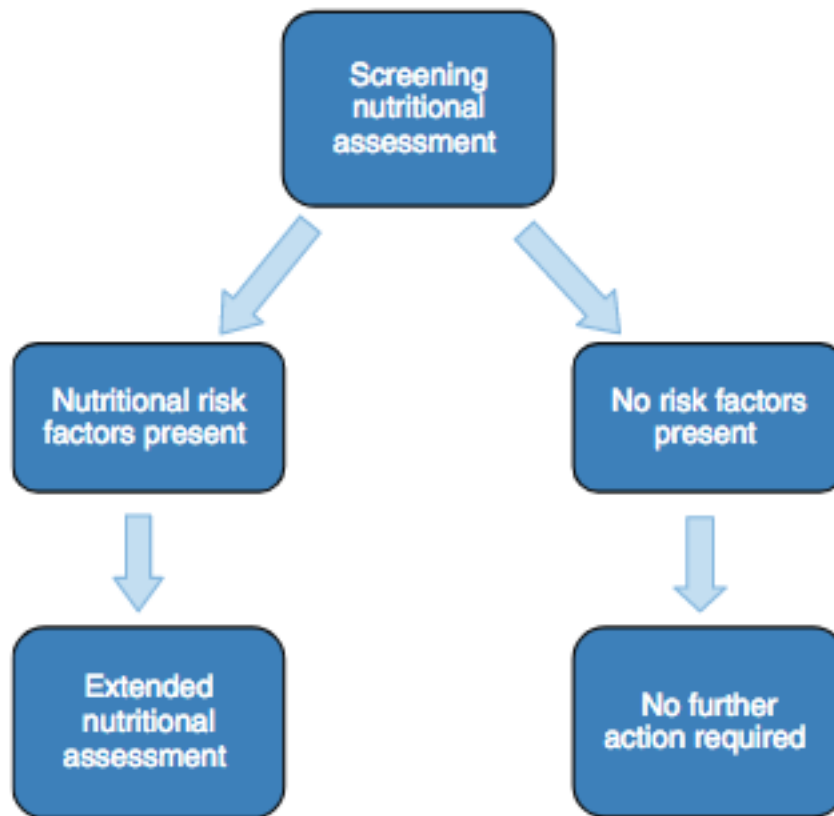 Screening
nutritional
assessment
Nutritional risk
factors present
No risk factors
present
Extended
nutritional
assessment
No further
action required